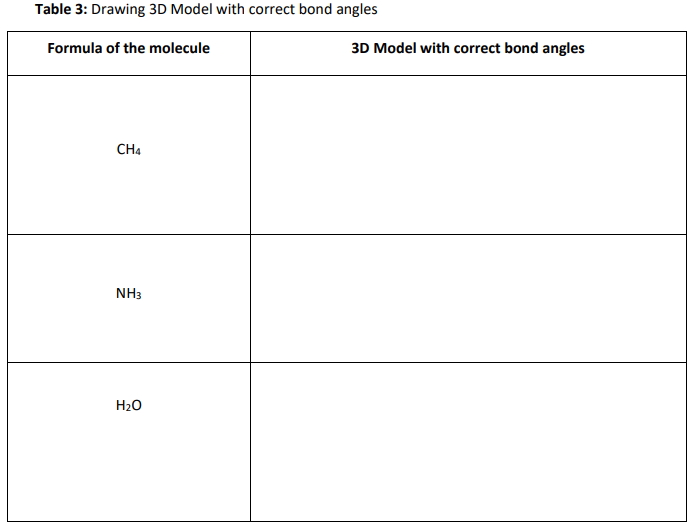 Table 3: Drawing 3D Model with correct bond angles
Formula of the molecule
3D Model with correct bond angles
CH₄
NH₃
H₂O